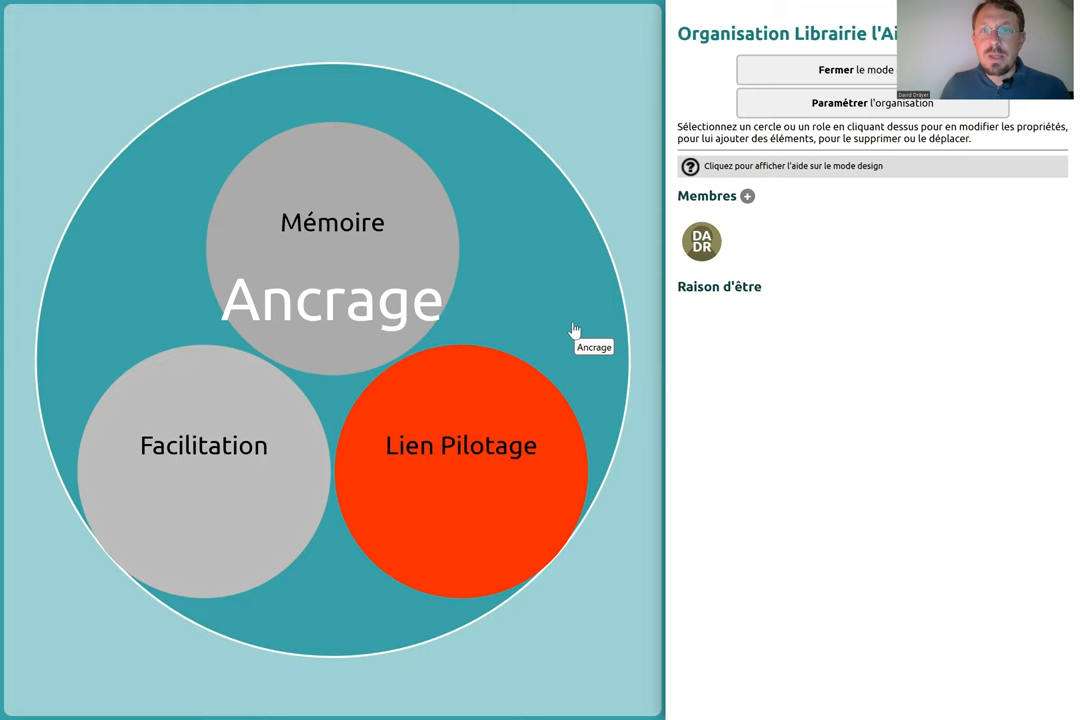 Mémoire
Ancrage
Ancrage
Facilitation
Lien Pilotage
Organisation Librairie l'Ai
Fermer le mode
David Dräyer
Paramétrer l'organisation
Sélectionnez un cercle ou un role en cliquant dessus pour en modifier les propriétés,
pour lui ajouter des éléments, pour le supprimer ou le déplacer.
? Cliquez pour afficher l'aide sur le mode design
Membres +
DA
DR
Raison d'être